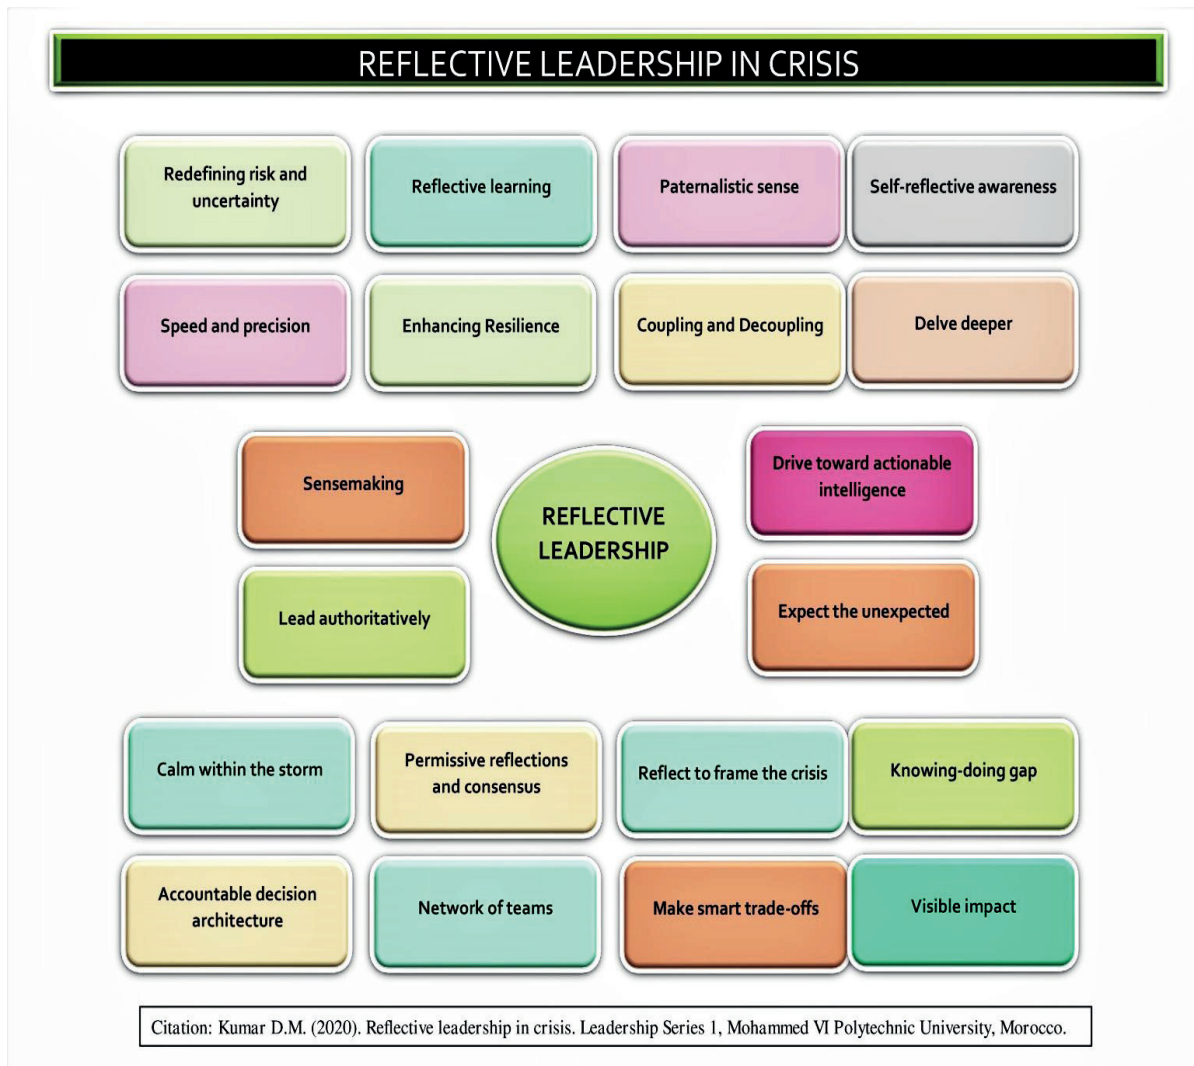 REFLECTIVE LEADERSHIP IN CRISIS
Redefining risk and
uncertainty
Reflective learning
Paternalistic sense
Self-reflective awareness
Speed and precision
Enhancing Resilience
Coupling and Decoupling
Delve deeper
Sensemaking
REFLECTIVE
LEADERSHIP
Drive toward actionable
intelligence
Lead authoritatively
Expect the unexpected
Calm within the storm
Permissive reflections
and consensus
Reflect to frame the crisis
Knowing-doing gap
Accountable decision
architecture
Network of teams
Make smart trade-offs
Visible impact
Citation: Kumar D.M. (2020). Reflective leadership in crisis. Leadership Series 1, Mohammed VI Polytechnic University, Morocco.